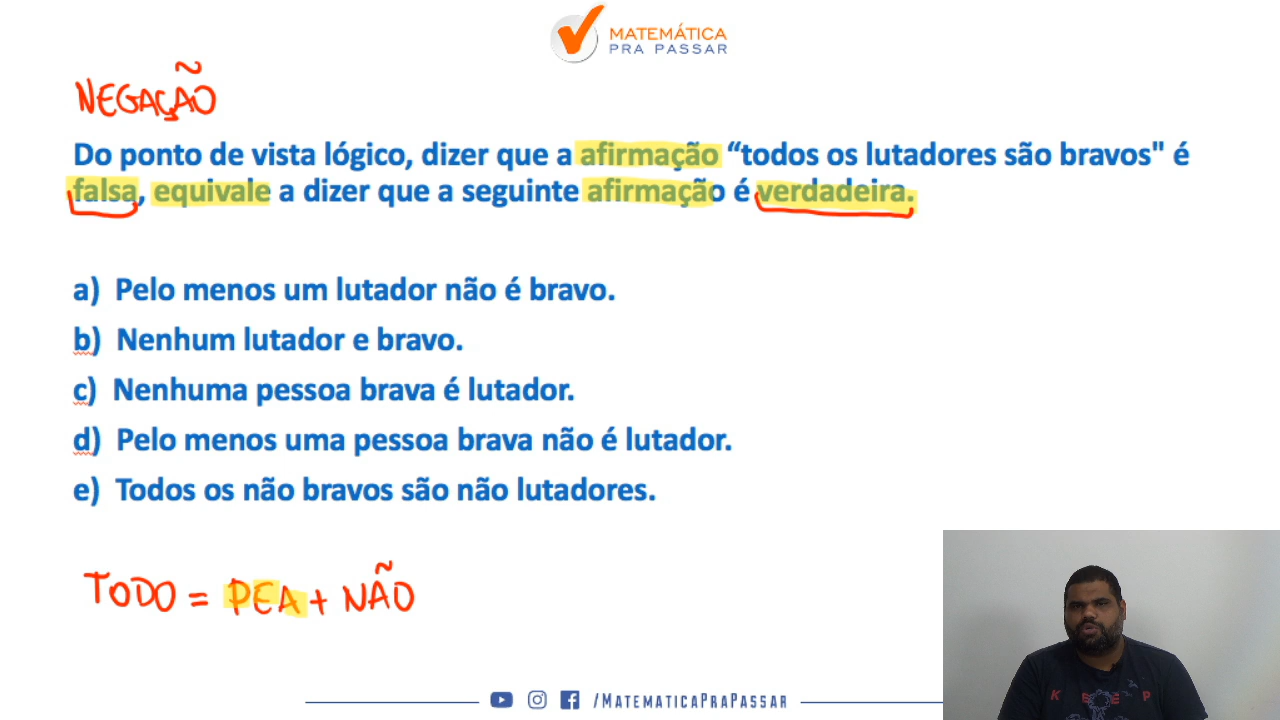 MATEMÁTICA
PRA PASSAR
NEGAÇÃO
Do ponto de vista lógico, dizer que a afirmação “todos os lutadores são bravos" é
falsa, equivale a dizer que a seguinte afirmação é verdadeira.
a) Pelo menos um lutador não é bravo.
b) Nenhum lutador e bravo.
c) Nenhuma pessoa brava é lutador.
d) Pelo menos uma pessoa brava não é lutador.
e) Todos os não bravos são não lutadores.
TODO = PEA + NÃO
/MATEMATICAPRAPASSAR